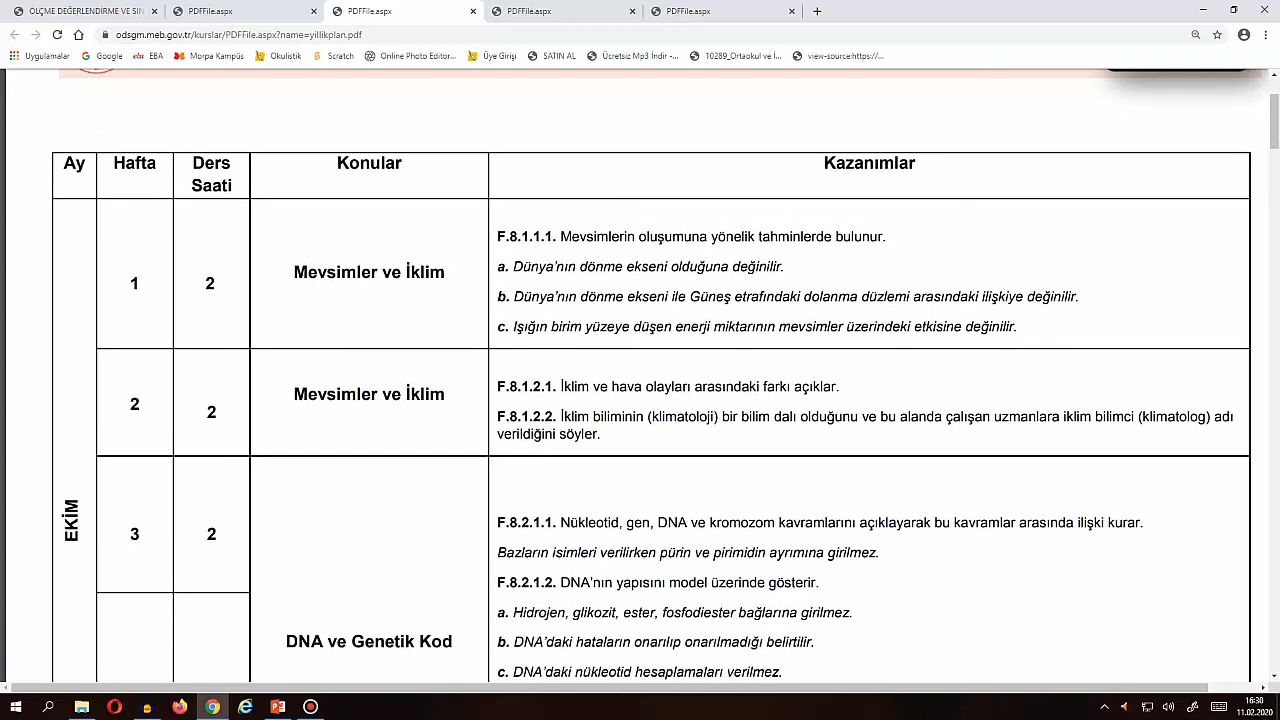 ÖLÇME DEĞERLENDİRME VE SIN
PDFFile.aspx
PDFFile.aspx
PDFFile.aspx
PDFFile.aspx
odsgm.meb.gov.tr/kurslar/PDFFile.aspx?name=yillikplan.pdf
Uygulamalar
Google
EBA
Morpa Kampüs
Okulistik
Scratch
Online Photo Editor...
Üye Girişi
SATIN AL
Ücretsiz Mp3 İndir -...
10289_Ortaokul ve İ...
view-source:https://...
Ay
Hafta
Ders
Saati
Konular
Kazanımlar
EKİM
1
2
Mevsimler ve İklim
F.8.1.1.1. Mevsimlerin oluşumuna yönelik tahminlerde bulunur.
a. Dünya’nın dönme ekseni olduğuna değinilir.
b. Dünya’nın dönme ekseni ile Güneş etrafındaki dolanma düzlemi arasındaki ilişkiye değinilir.
c. Işığın birim yüzeye düşen enerji miktarının mevsimler üzerindeki etkisine değinilir.
2
2
Mevsimler ve İklim
F.8.1.2.1. İklim ve hava olayları arasındaki farkı açıklar.
F.8.1.2.2. İklim biliminin (klimatoloji) bir bilim dalı olduğunu ve bu alanda çalışan uzmanlara iklim bilimci (klimatolog) adı
verildiğini söyler.
3
2
DNA ve Genetik Kod
F.8.2.1.1. Nükleotid, gen, DNA ve kromozom kavramlarını açıklayarak bu kavramlar arasında ilişki kurar.
Bazların isimleri verilirken pürin ve pirimidin ayrımına girilmez.
F.8.2.1.2. DNA’nın yapısını model üzerinde gösterir.
a. Hidrojen, glikozit, ester, fosfodiester bağlarına girilmez.
b. DNA’daki hataların onarılıp onarılmadığı belirtilir.
c. DNA’daki nükleotid hesaplamaları verilmez.
16:30
11.02.2020